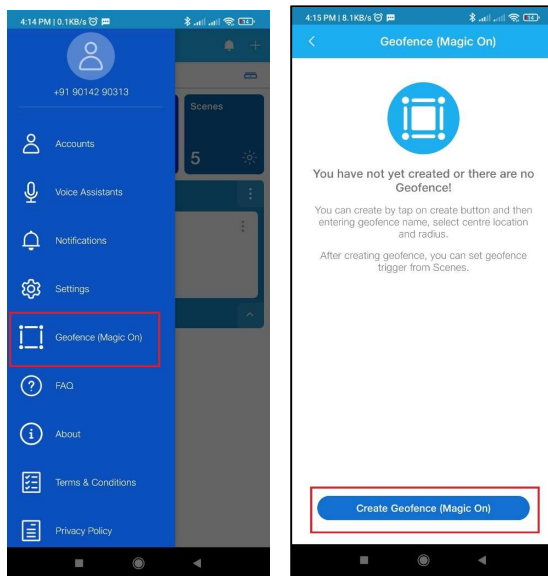 4:14 PM | 0.1KB/s
+91 90142 90313
Scenes
5
Accounts
Voice Assistants
Notifications
Settings
Geofence (Magic On)
FAQ
About
Terms & Conditions
Privacy Policy
4:15 PM | 8.1KB/s
Geofence (Magic On)
You have not yet created or there are no
Geofence!
You can create by tap on create button and then
entering geofence name, select centre location
and radius.
After creating geofence, you can set geofence
trigger from Scenes.
Create Geofence (Magic On)